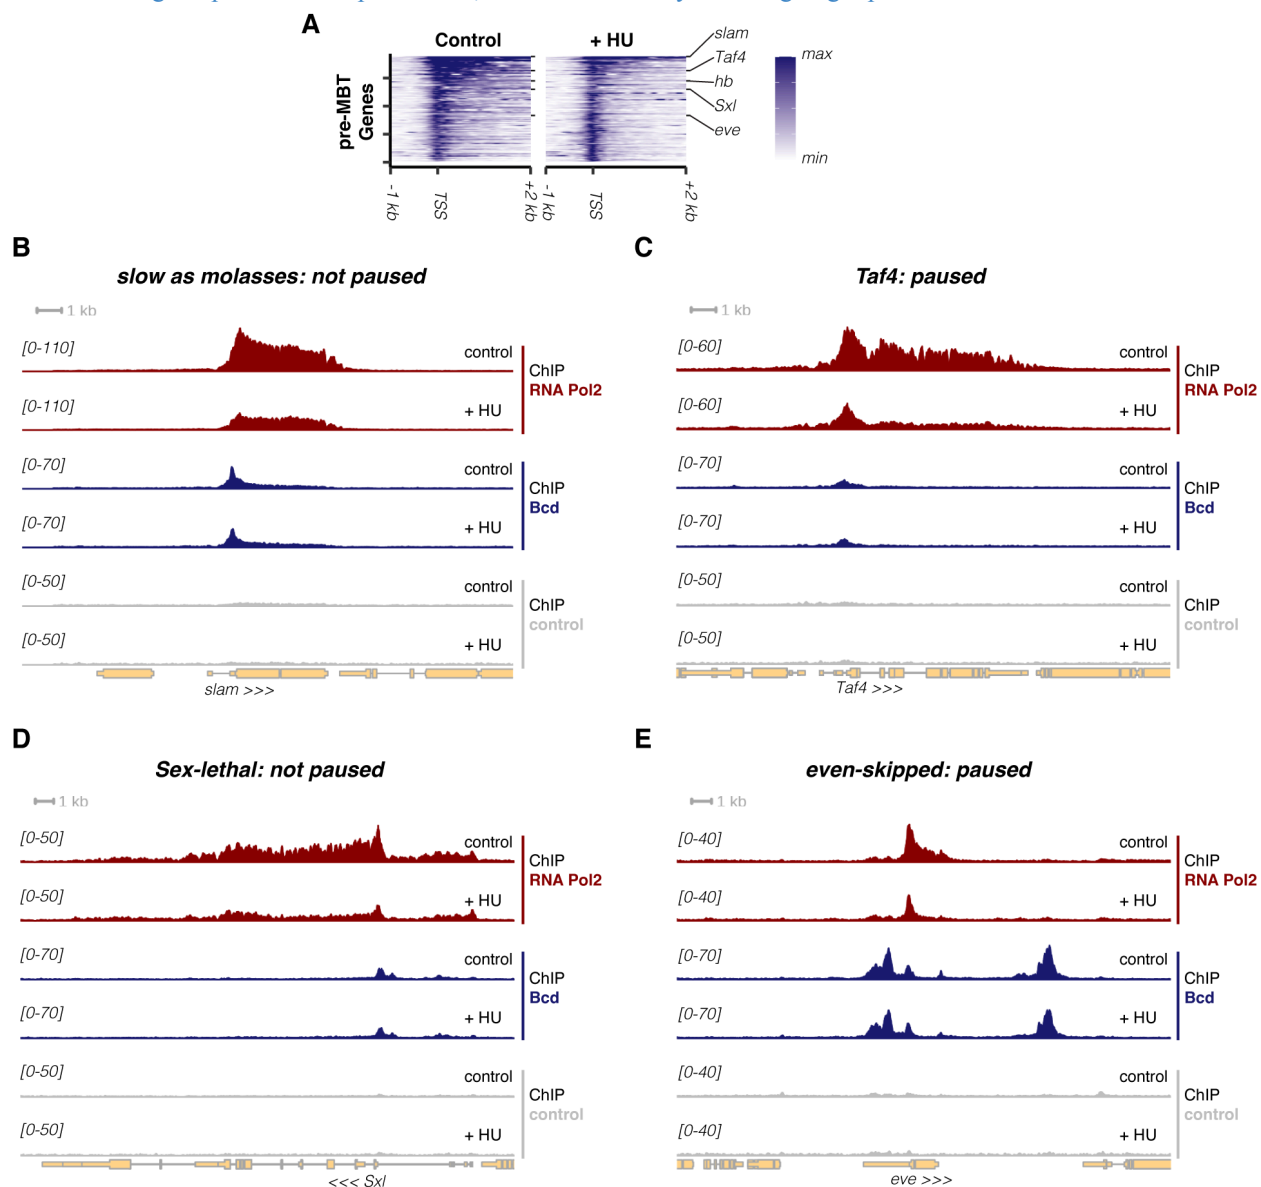 A
Control
+ HU
slam
Taf4
hb
Sxl
eve
max
min
pre-MBT
Genes
-1 kb
TSS
+2 kb
-1 kb
TSS
+2 kb
B
slow as molasses: not paused
1 kb
[0-110]
control
[0-110]
+ HU
ChIP
RNA Pol2
[0-70]
control
[0-70]
+ HU
ChIP
Bcd
[0-50]
control
[0-50]
+ HU
ChIP
control
slam >>>
C
Taf4: paused
1 kb
[0-60]
control
[0-60]
+ HU
ChIP
RNA Pol2
[0-70]
control
[0-70]
+ HU
ChIP
Bcd
[0-50]
control
[0-50]
+ HU
ChIP
control
Taf4 >>>
D
Sex-lethal: not paused
1 kb
[0-50]
control
[0-50]
+ HU
ChIP
RNA Pol2
[0-70]
control
[0-70]
+ HU
ChIP
Bcd
[0-50]
control
[0-50]
+ HU
ChIP
control
<<< Sxl
E
even-skipped: paused
1 kb
[0-40]
control
[0-40]
+ HU
ChIP
RNA Pol2
[0-70]
control
[0-70]
+ HU
ChIP
Bcd
[0-40]
control
[0-40]
+ HU
ChIP
control
eve >>>